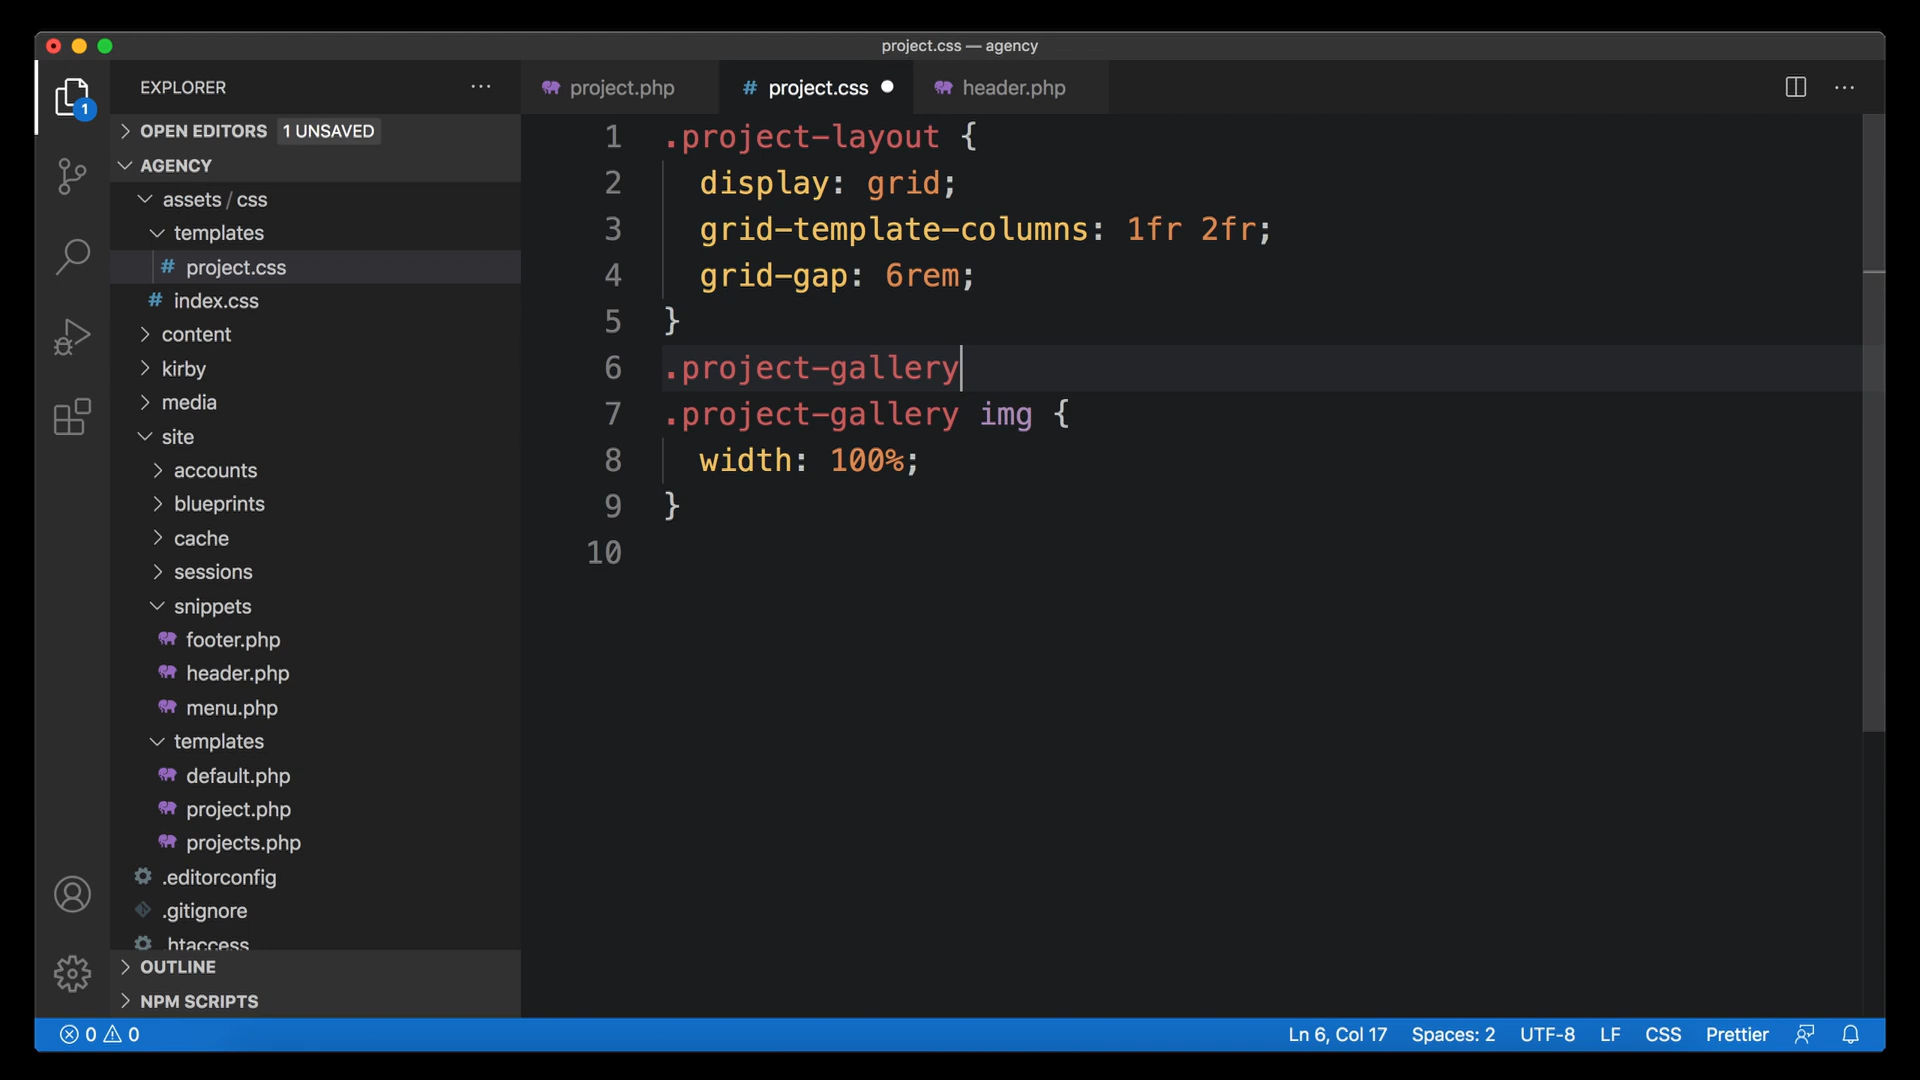 project.css — agency
1
EXPLORER
OPEN EDITORS 1 UNSAVED
AGENCY
assets / css
templates
# project.css
# index.css
content
kirby
media
site
accounts
blueprints
cache
sessions
snippets
footer.php
header.php
menu.php
templates
default.php
project.php
projects.php
.editorconfig
.gitignore
.htaccess
OUTLINE
NPM SCRIPTS
project.php # project.css header.php
1 .project-layout {
2 display: grid;
3 grid-template-columns: 1fr 2fr;
4 grid-gap: 6rem;
5 }
6 .project-gallery
7 .project-gallery img {
8 width: 100%;
9 }
10
0 0 Ln 6, Col 17 Spaces: 2 UTF-8 LF CSS Prettier